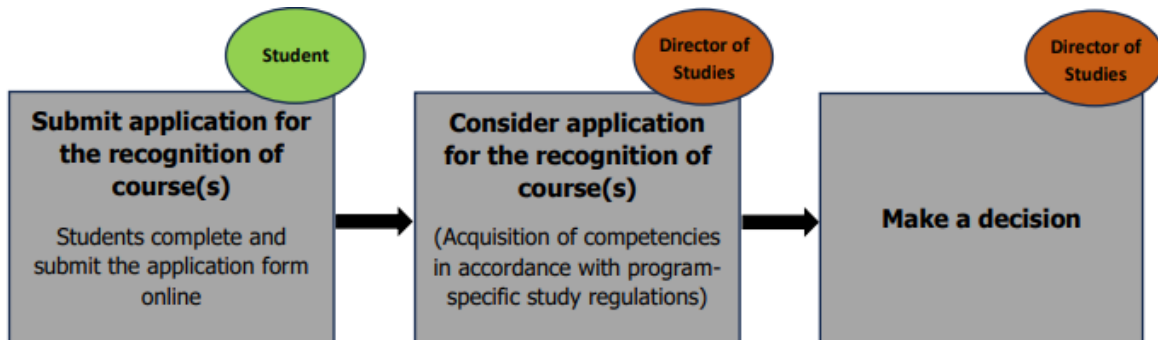 Student
Submit application for
the recognition of
course(s)
Students complete and
submit the application form
online
Director of
Studies
Consider application
for the recognition of
course(s)
(Acquisition of competencies
in accordance with program-
specific study regulations)
Director of
Studies
Make a decision